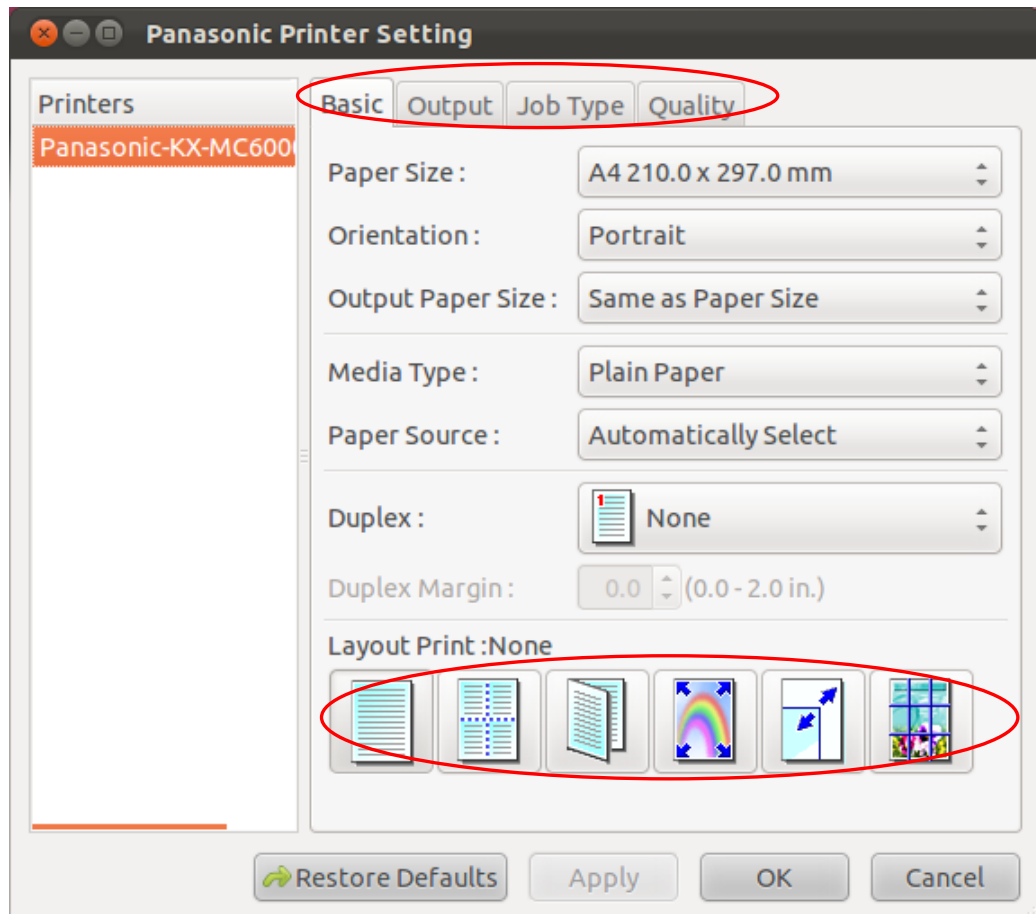 Panasonic Printer Setting
Printers
Panasonic-KX-MC600
Basic Output Job Type Quality
Paper Size : A4 210.0 x 297.0 mm
Orientation : Portrait
Output Paper Size : Same as Paper Size
Media Type : Plain Paper
Paper Source : Automatically Select
Duplex : 1 None
Duplex Margin : 0.0 (0.0 - 2.0 in.)
Layout Print :None
Restore Defaults Apply OK Cancel